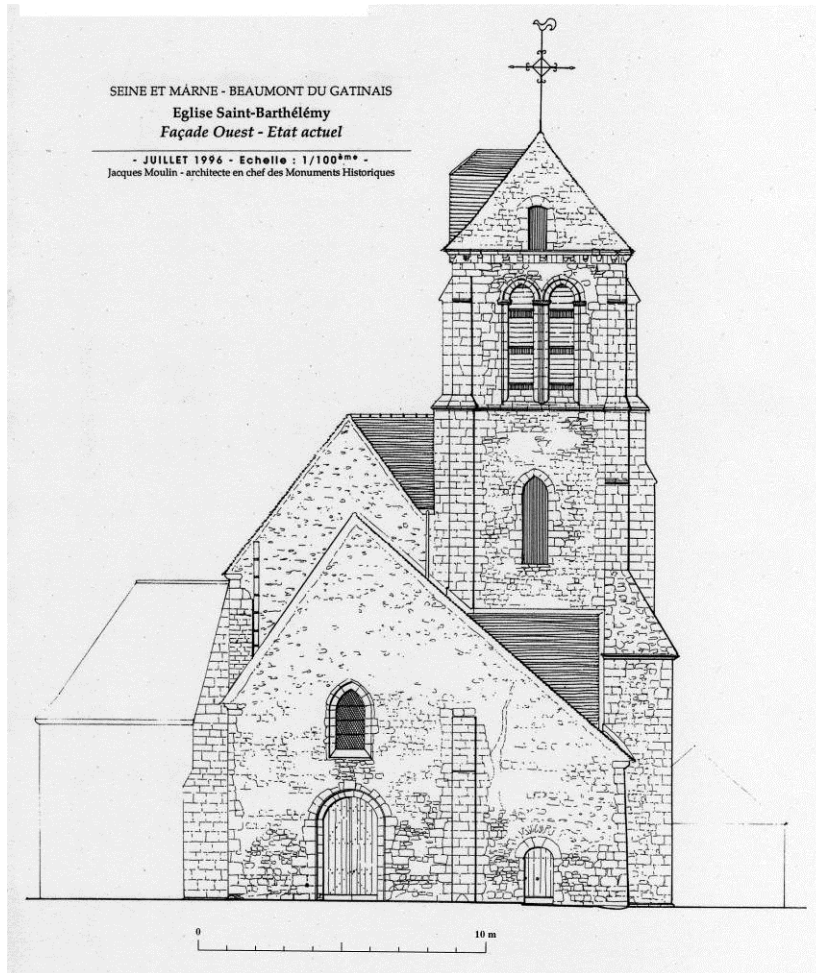 SEINE ET MARNE - BEAUMONT DU GATINAIS
Eglise Saint-Barthélémy
Façade Ouest - Etat actuel
- JUILLET 1996 - Echelle : 1/100ème -
Jacques Moulin - architecte en chef des Monuments Historiques
0 10 m